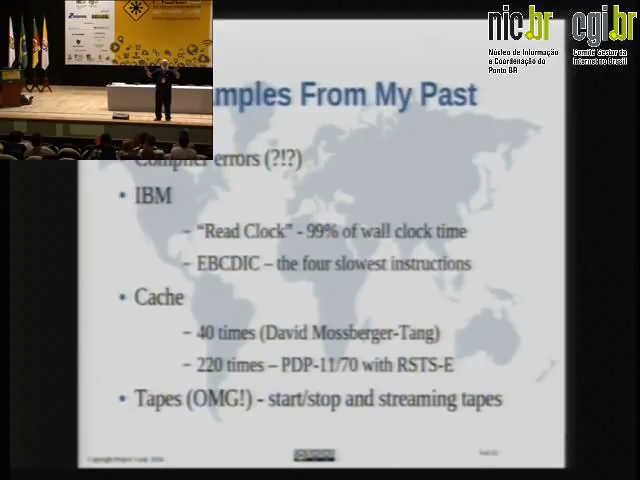 nic.br egi.br
Núcleo de Informação
e Coordenação do
Ponto BR
Comitê Gestor da
Internet no Brasil
mples From My Past
Compiler errors (?!?)
• IBM
– “Read Clock” - 99% of wall clock time
– EBCDIC – the four slowest instructions
• Cache
– 40 times (David Mossberger-Tang)
– 220 times – PDP-11/70 with RSTS-E
• Tapes (OMG!) - start/stop and streaming tapes